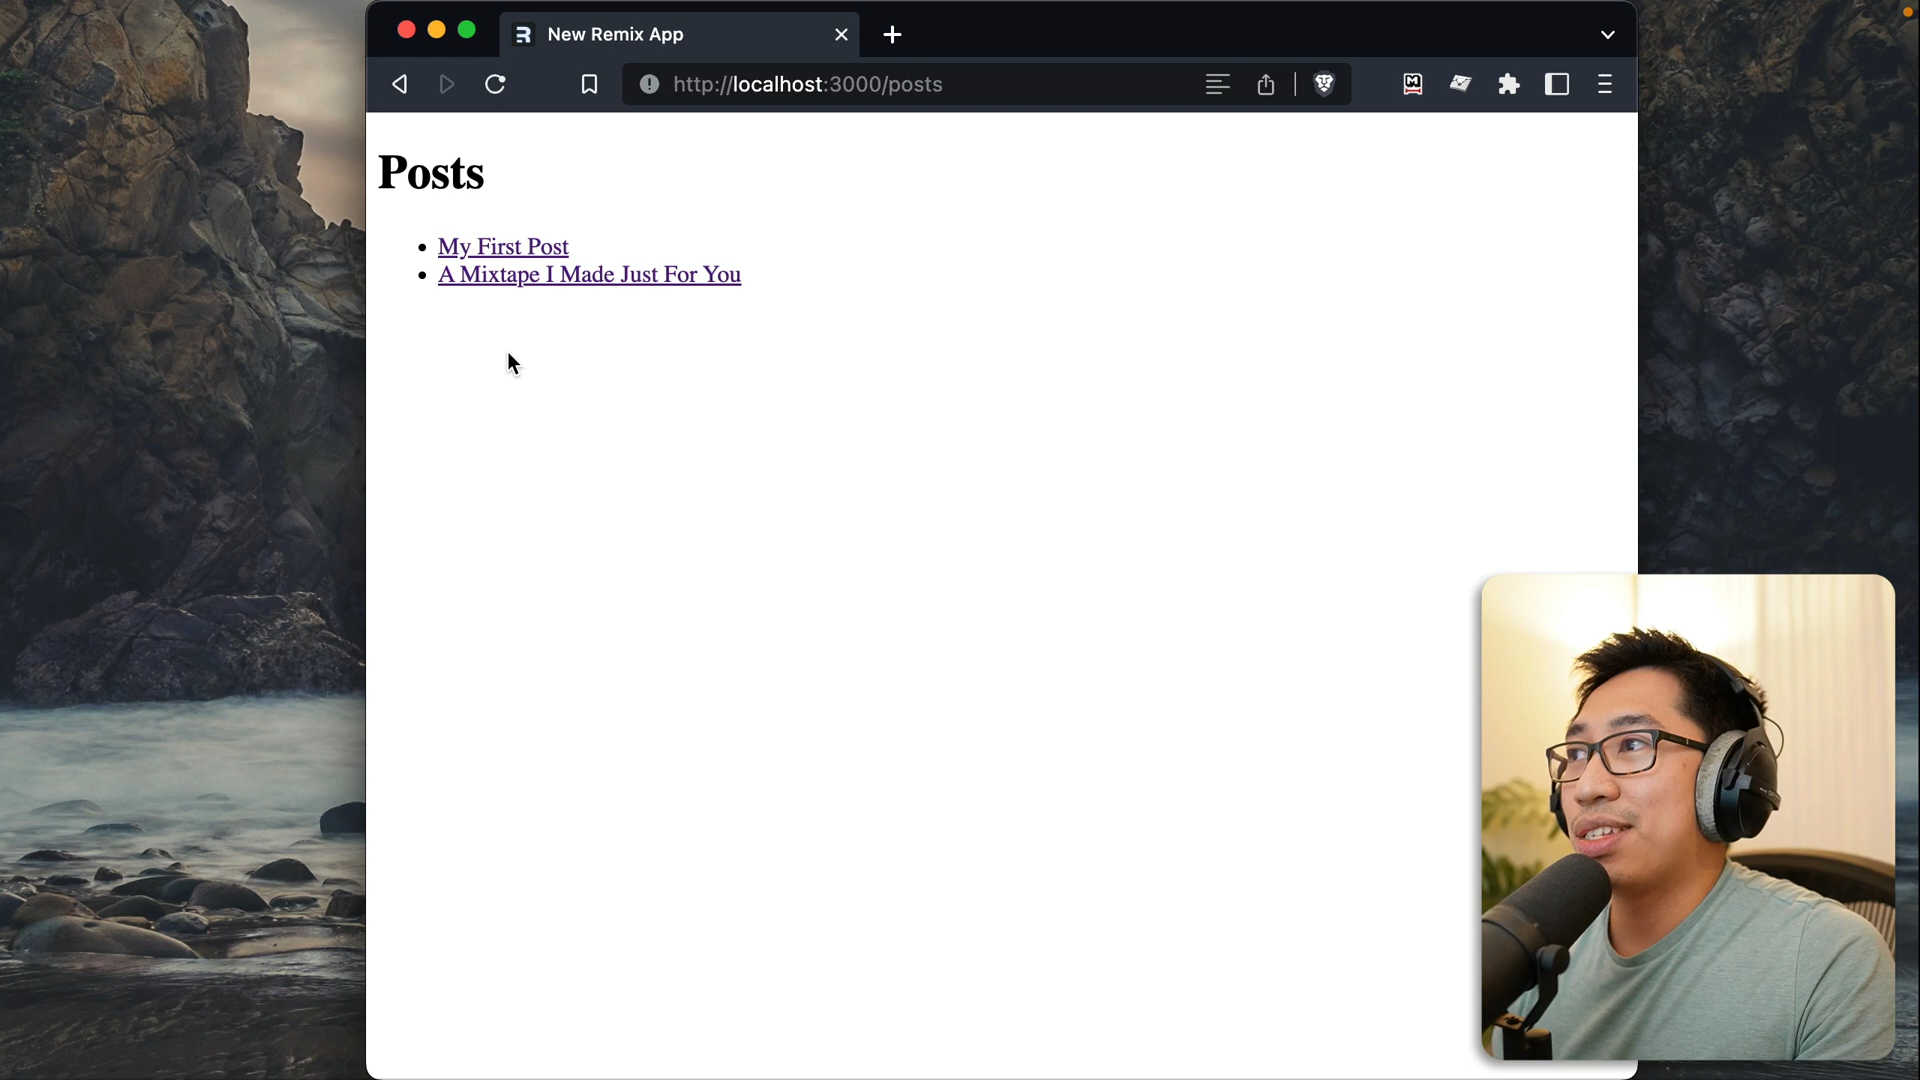 New Remix App
http://localhost:3000/posts
Posts
My First Post
A Mixtape I Made Just For You